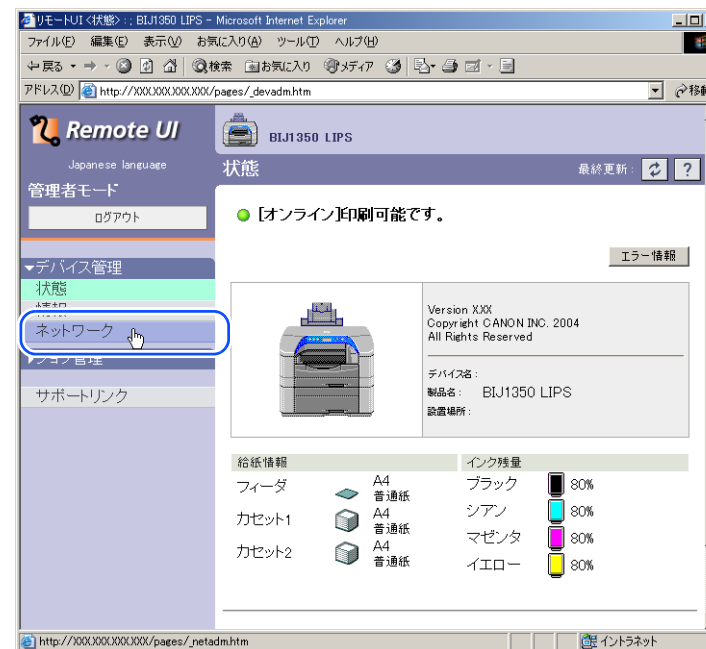 リモートUI <状態> : ; BIJ1350 LIPS - Microsoft Internet Explorer
ファイル(F) 編集(E) 表示(V) お気に入り(A) ツール(T) ヘルプ(H)
戻る 検索 お気に入り メディア
アドレス(D) http://XXX.XXX.XXX.XXX/pages/_devadm.htm 移動
Remote UI
BIJ1350 LIPS
Japanese language
状態
最終更新 :
?
管理者モード
ログアウト
[オンライン]印刷可能です。
エラー情報
▼デバイス管理
状態
情報
ネットワーク
ジョブ管理
サポートリンク
Version X.XX
Copyright CANON INC. 2004
All Rights Reserved
デバイス名 :
製品名 : BIJ1350 LIPS
設置場所 :
給紙情報
フィーダ A4
普通紙
カセット1 A4
普通紙
カセット2 A4
普通紙
インク残量
ブラック 80%
シアン 80%
マゼンタ 80%
イエロー 80%
http://XXX.XXX.XXX.XXX/pages/_netadm.htm
イントラネット